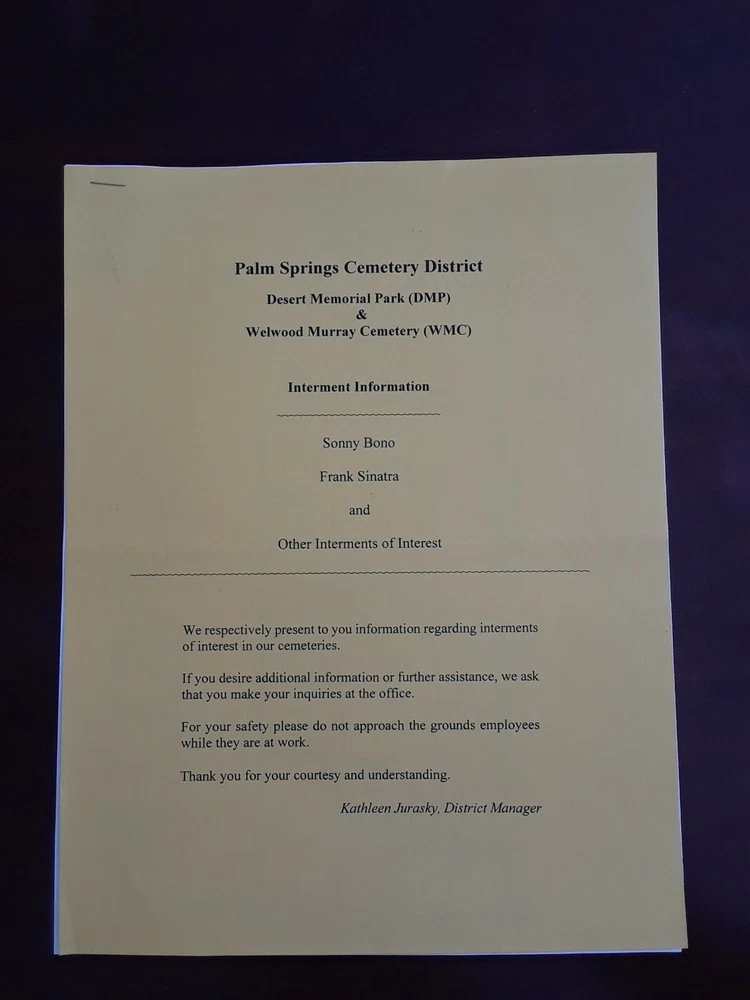 Palm Springs Cemetery District
Desert Memorial Park (DMP)
&
Welwood Murray Cemetery (WMC)
Interment Information
Sonny Bono
Frank Sinatra
and
Other Interments of Interest
We respectively present to you information regarding interments
of interest in our cemeteries.
If you desire additional information or further assistance, we ask
that you make your inquiries at the office.
For your safety please do not approach the grounds employees
while they are at work.
Thank you for your courtesy and understanding.
Kathleen Jurasky, District Manager